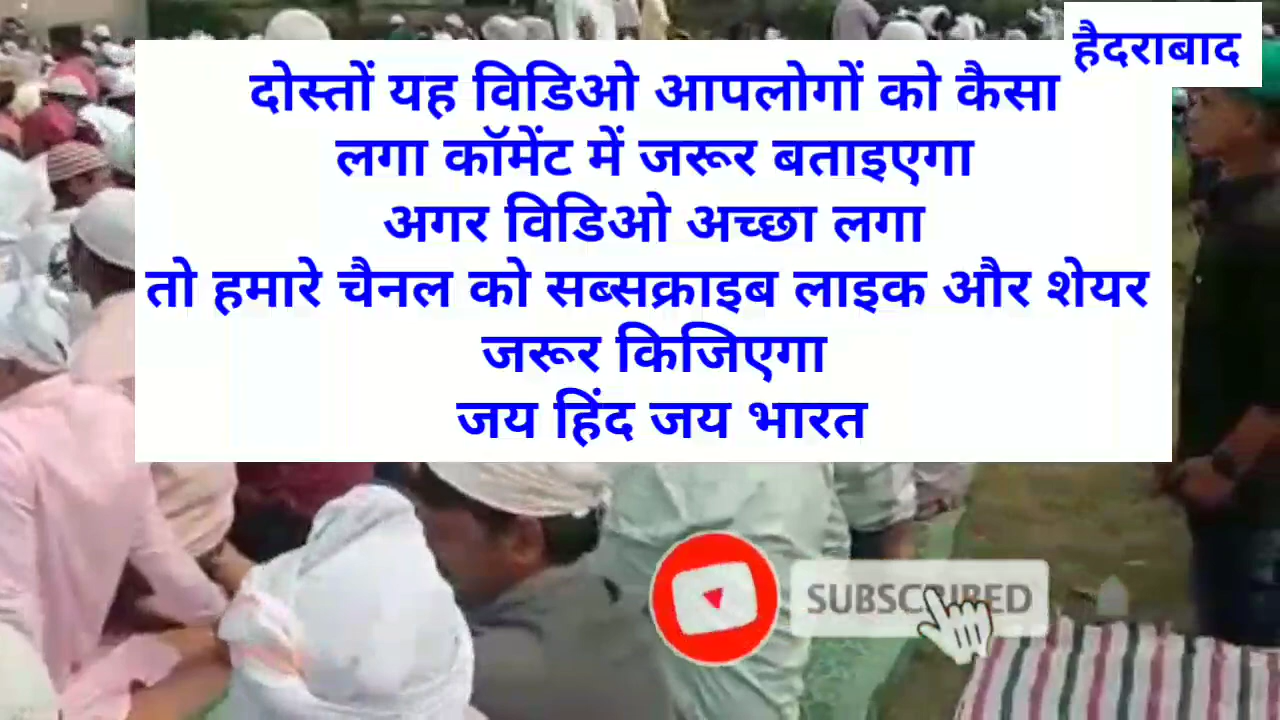 हैदराबाद
दोस्तों यह विडिओ आपलोगों को कैसा
लगा कॉमेंट में जरूर बताइएगा
अगर विडिओ अच्छा लगा
तो हमारे चैनल को सब्सक्राइब लाइक और शेयर
जरूर किजिएगा
जय हिंद जय भारत
SUBSCRIBED